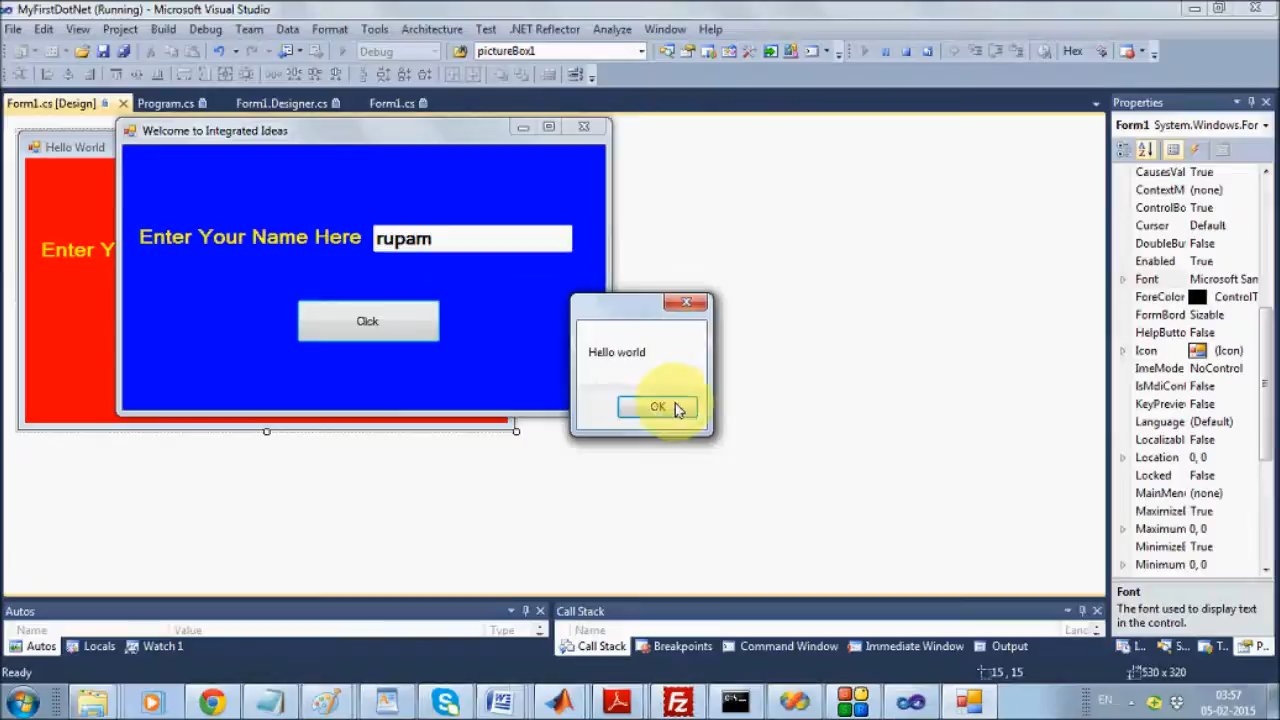 MyFirstDotNet (Running) - Microsoft Visual Studio
File Edit View Project Build Debug Team Data Format Tools Architecture Test .NET Reflector Analyze Window Help
Debug pictureBox1 Hex
Form1.cs [Design] Program.cs Form1.Designer.cs Form1.cs
Hello World
Enter Y
Welcome to Integrated Ideas
Enter Your Name Here rupam
Click
Hello world
OK
Properties
Form1 System.Windows.For
CausesVal True
ContextM (none)
ControlBo True
Cursor Default
DoubleBu False
Enabled True
Font Microsoft San
ForeColor ControlT
FormBord Sizable
HelpButto False
Icon (Icon)
ImeMode NoControl
IsMdiCont False
KeyPrevie False
Language (Default)
Localizabl False
Location 0, 0
Locked False
MainMenu (none)
Maximizel True
Maximum 0, 0
Minimizel True
Minimum 0, 0
Font
The font used to display text
in the control.
Autos
Name Value Type
Autos Locals Watch 1
Call Stack
Name Lang
Call Stack Breakpoints Command Window Immediate Window Output
L... S... T... P...
Ready 15 , 15 530 x 320
EN 03:57
05-02-2015